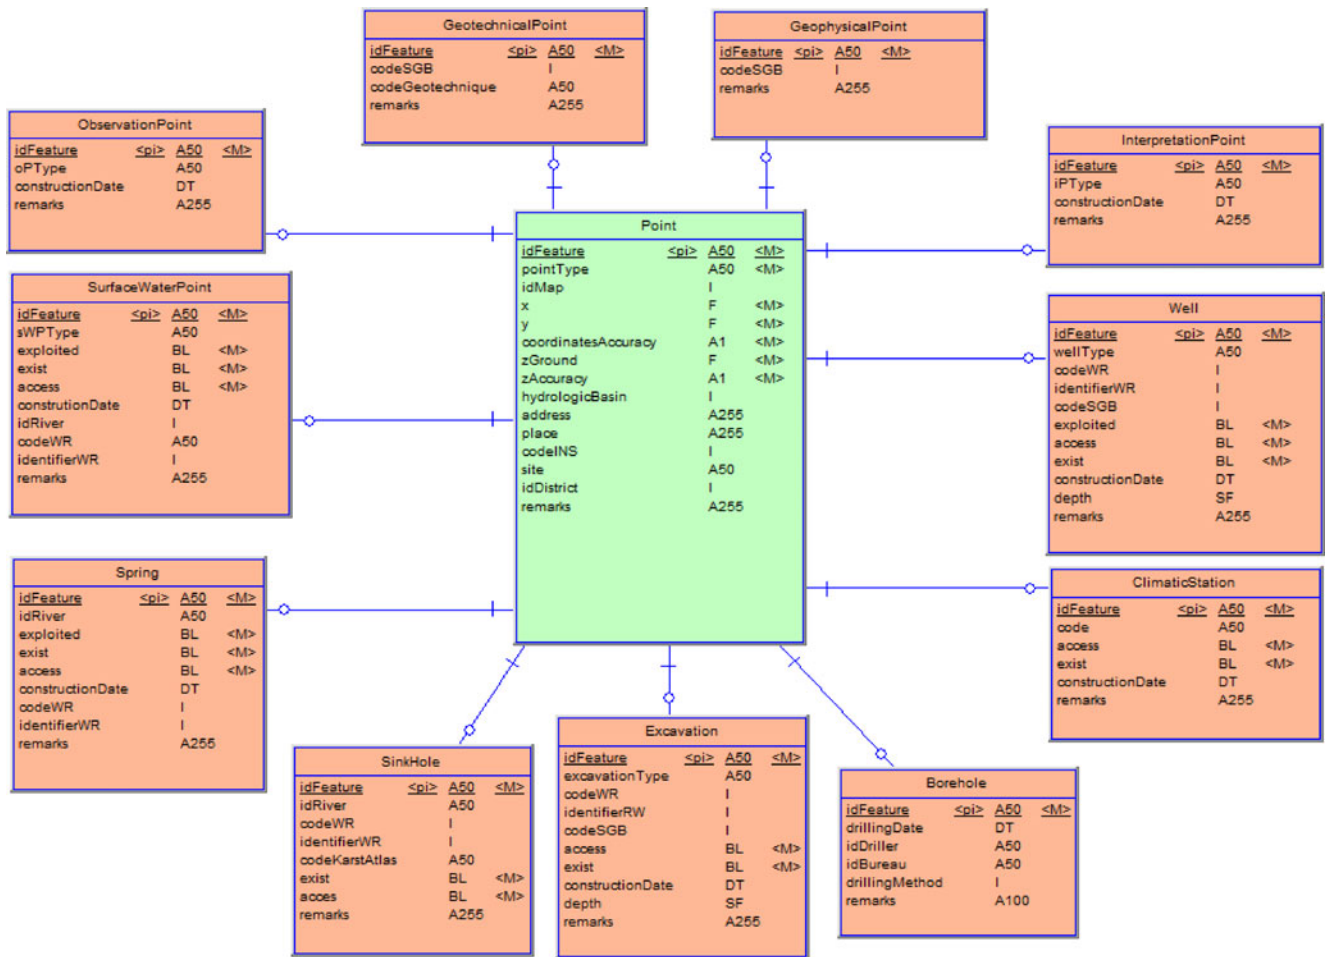 GeotechnicalPoint
idFeature <pi> A50 <M>
codeSGB I
codeGeotechnique A50
remarks A255
GeophysicalPoint
idFeature <pi> A50 <M>
codeSGB I
remarks A255
ObservationPoint
idFeature <pi> A50 <M>
oPType A50
constructionDate DT
remarks A255
InterpretationPoint
idFeature <pi> A50 <M>
iPType A50
constructionDate DT
remarks A255
Point
idFeature <pi> A50 <M>
pointType A50 <M>
idMap I
x F <M>
y F <M>
coordinatesAccuracy A1 <M>
zGround F <M>
zAccuracy A1 <M>
hydrologicBasin I
address A255
place A255
codeINS I
site A50
idDistrict I
remarks A255
SurfaceWaterPoint
idFeature <pi> A50 <M>
sWPType A50
exploited BL <M>
exist BL <M>
access BL <M>
construtionDate DT
idRiver I
codeWR A50
identifierWR I
remarks A255
Well
idFeature <pi> A50 <M>
wellType A50
codeWR I
identifierWR I
codeSGB I
exploited BL <M>
access BL <M>
exist BL <M>
constructionDate DT
depth SF
remarks A255
Spring
idFeature <pi> A50 <M>
idRiver A50
exploited BL <M>
exist BL <M>
access BL <M>
constructionDate DT
codeWR I
identifierWR I
remarks A255
ClimaticStation
idFeature <pi> A50 <M>
code A50
access BL <M>
exist BL <M>
constructionDate DT
remarks A255
SinkHole
idFeature <pi> A50 <M>
idRiver A50
codeWR I
identifierWR I
codeKarstAtlas A50
exist BL <M>
acces BL <M>
remarks A255
Excavation
idFeature <pi> A50 <M>
excavationType A50
codeWR I
identifierRW I
codeSGB I
access BL <M>
exist BL <M>
constructionDate DT
depth SF
remarks A255
Borehole
idFeature <pi> A50 <M>
drillingDate DT
idDriller A50
idBureau A50
drillingMethod I
remarks A100